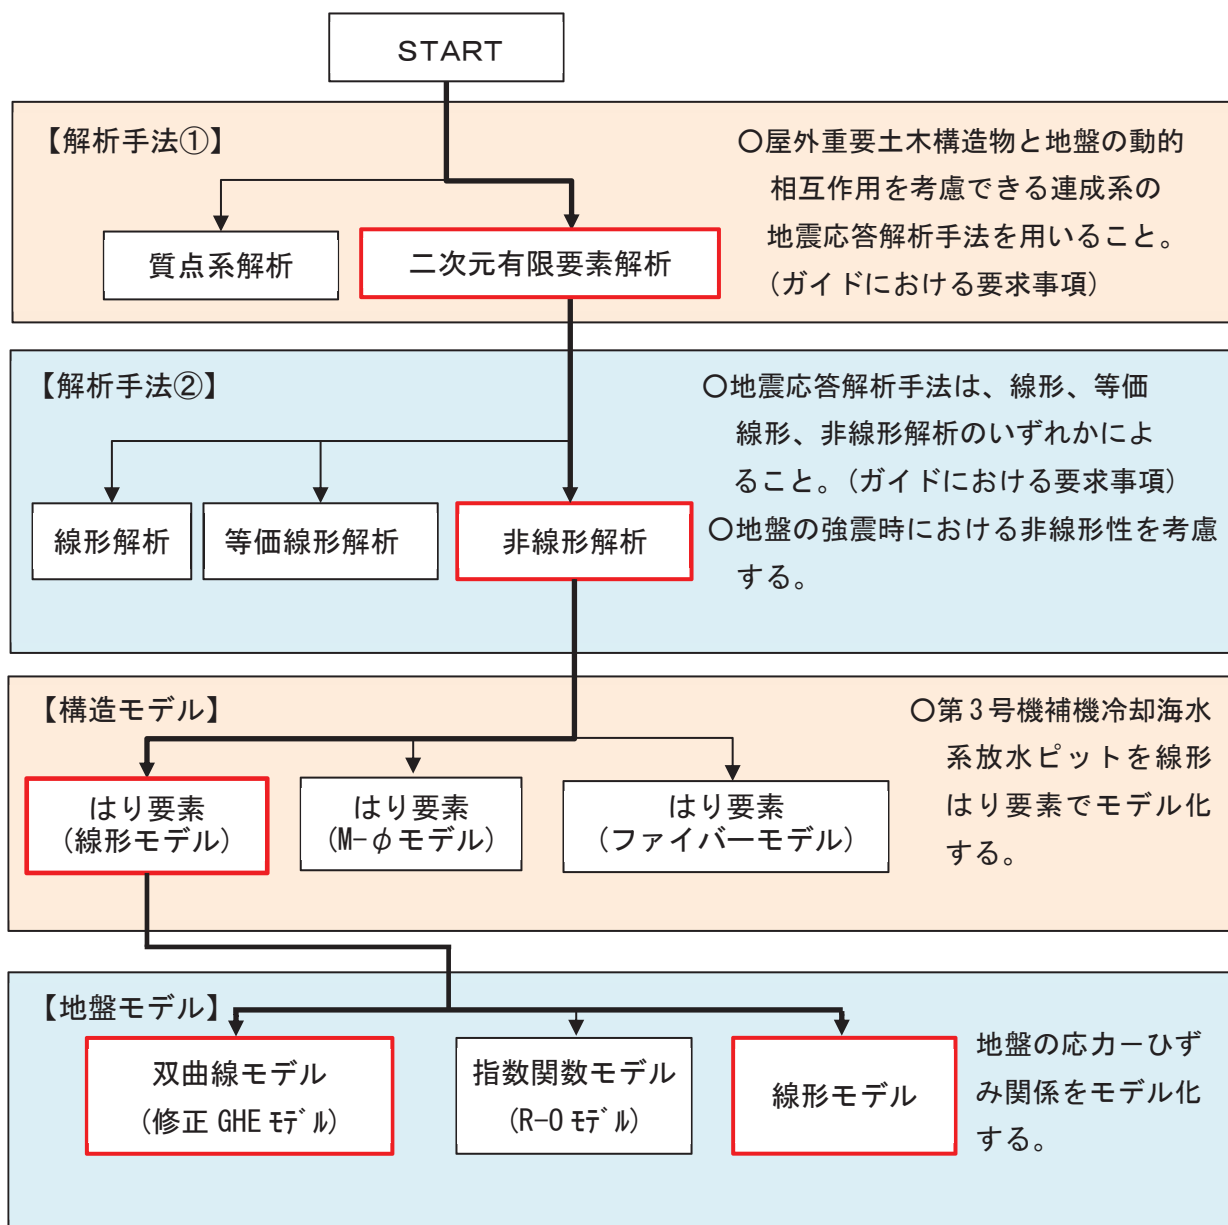 START
【解析手法①】
○屋外重要土木構造物と地盤の動的
相互作用を考慮できる連成系の
地震応答解析手法を用いること。
(ガイドにおける要求事項)
質点系解析
二次元有限要素解析
【解析手法②】
○地震応答解析手法は、線形、等価
線形、非線形解析のいずれかによ
ること。(ガイドにおける要求事項)
○地盤の強震時における非線形性を考慮
する。
線形解析
等価線形解析
非線形解析
【構造モデル】
○第3号機補機冷却海水
系放水ピットを線形
はり要素でモデル化
する。
はり要素
(線形モデル)
はり要素
(M-φモデル)
はり要素
(ファイバーモデル)
【地盤モデル】
双曲線モデル
(修正 GHE ﾓﾃﾞﾙ)
指数関数モデル
(R-O ﾓﾃﾞﾙ)
線形モデル
地盤の応力−ひず
み関係をモデル化
する。